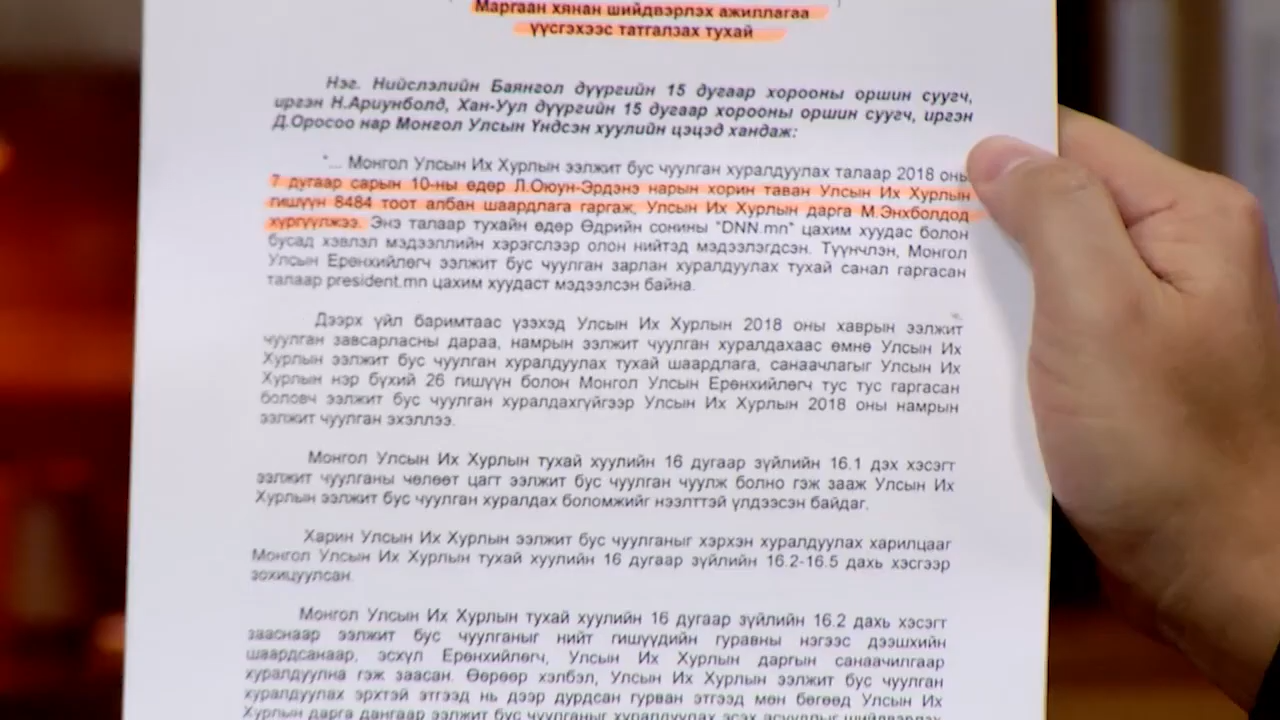 Маргаан хянан шийдвэрлэх ажиллагаа
үүсгэхээс татгалзах тухай
Нэг. Нийслэлийн Баянгол дүүргийн 15 дугаар хорооны оршин суугч,
иргэн Н.Ариунболд, Хан-Уул дүүргийн 15 дугаар хорооны оршин суугч, иргэн
Д.Оросоо нар Монгол Улсын Үндсэн хуулийн цэцэд хандаж:
"... Монгол Улсын Их Хурлын ээлжит бус чуулган хуралдуулах талаар 2018 оны
7 дугаар сарын 10-ны өдөр Л.Оюун-Эрдэнэ нарын хорин таван Улсын Их Хурлын
гишүүн 8484 тоот албан шаардлага гаргаж, Улсын Их Хурлын дарга М.Энхболдод
хүргүүлжээ. Энэ талаар тухайн өдөр Өдрийн сонины "DNN.mn" цахим хуудас болон
бусад хэвлэл мэдээллийн хэрэгслээр олон нийтэд мэдээлэгдсэн. Түүнчлэн, Монгол
Улсын Ерөнхийлөгч ээлжит бус чуулган зарлан хуралдуулах тухай санал гаргасан
талаар president.mn цахим хуудаст мэдээлсэн байна.
Дээрх үйл баримтаас үзэхэд Улсын Их Хурлын 2018 оны хаврын ээлжит
чуулган завсарласны дараа, намрын ээлжит чуулган хуралдахаас өмнө Улсын Их
Хурлын ээлжит бус чуулган хуралдуулах тухай шаардлага, санаачлагыг Улсын Их
Хурлын нэр бүхий 26 гишүүн болон Монгол Улсын Ерөнхийлөгч тус тус гаргасан
боловч ээлжит бус чуулган хуралдахгүйгээр Улсын Их Хурлын 2018 оны намрын
ээлжит чуулган эхэллээ.
Монгол Улсын Их Хурлын тухай хуулийн 16 дугаар зүйлийн 16.1 дэх хэсэгт
ээлжит чуулганы чөлөөт цагт ээлжит бус чуулган чуулж болно гэж зааж Улсын Их
Хурлын ээлжит бус чуулган хуралдах боломжийг нээлттэй үлдээсэн байдаг.
Харин Улсын Их Хурлын ээлжит бус чуулганыг хэрхэн хуралдуулах харилцааг
Монгол Улсын Их Хурлын тухай хуулийн 16 дугаар зүйлийн 16.2-16.5 дахь хэсгээр
зохицуулсан.
Монгол Улсын Их Хурлын тухай хуулийн 16 дугаар зүйлийн 16.2 дахь хэсэгт
зааснаар ээлжит бус чуулганыг нийт гишүүдийн гуравны нэгээс дээшхийн
шаардсанаар, эсхүл Ерөнхийлөгч, Улсын Их Хурлын даргын санаачилгаар
хуралдуулна гэж заасан. Өөрөөр хэлбэл, Улсын Их Хурлын ээлжит бус чуулган
хуралдуулах эрхтэй этгээд нь дээр дурдсан гурван этгээд мөн бөгөөд Улсын Их
Хурлын дарга дангаар ээлжит бус чуулганыг хуралдуулах эсэх асуудлыг шийдвэрлэх